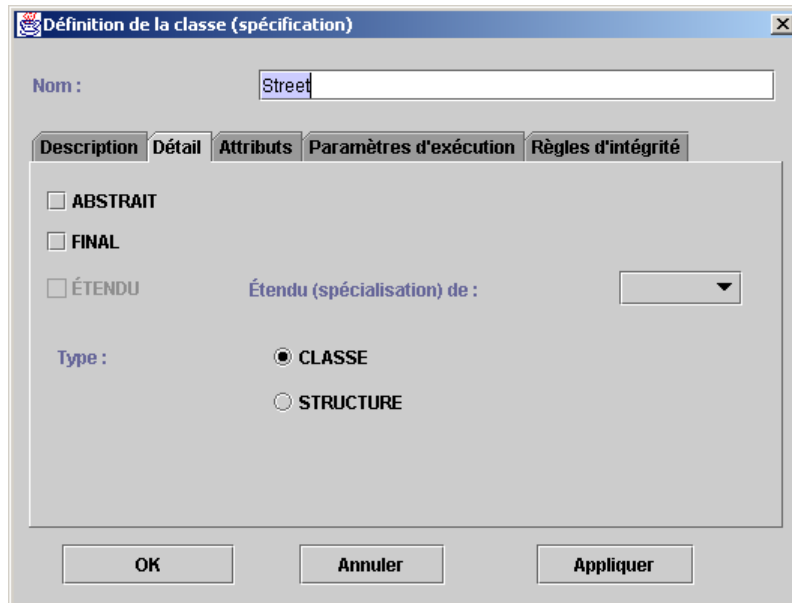 Définition de la classe (spécification)
Nom :
Street
Description Détail Attributs Paramètres d'exécution Règles d'intégrité
ABSTRAIT
FINAL
ÉTENDU Étendu (spécialisation) de :
Type : CLASSE
STRUCTURE
OK Annuler Appliquer